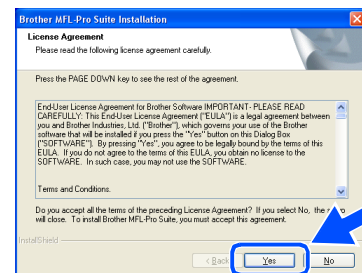 Brother MFL-Pro Suite Installation
License Agreement
Please read the following license agreement carefully.
Press the PAGE DOWN key to see the rest of the agreement.
End-User License Agreement for Brother Software IMPORTANT- PLEASE READ
CAREFULLY: This End-User License Agreement ("EULA") is a legal agreement between
you and Brother Industries, Ltd. ("Brother"), which governs your use of the Brother
software that will be installed if you press the "Yes" button on this Dialog Box
("SOFTWARE"). By pressing "Yes", you agree to be legally bound by the terms of this
EULA. If you do not agree to the terms of this EULA, you obtain no license to the
SOFTWARE. In such case, you may not use the SOFTWARE.
Terms and Conditions.
Do you accept all the terms of the preceding License Agreement? If you select No, the
will close. To install Brother MFL-Pro Suite, you must accept this agreement.
InstallShield
< Back
Yes
No